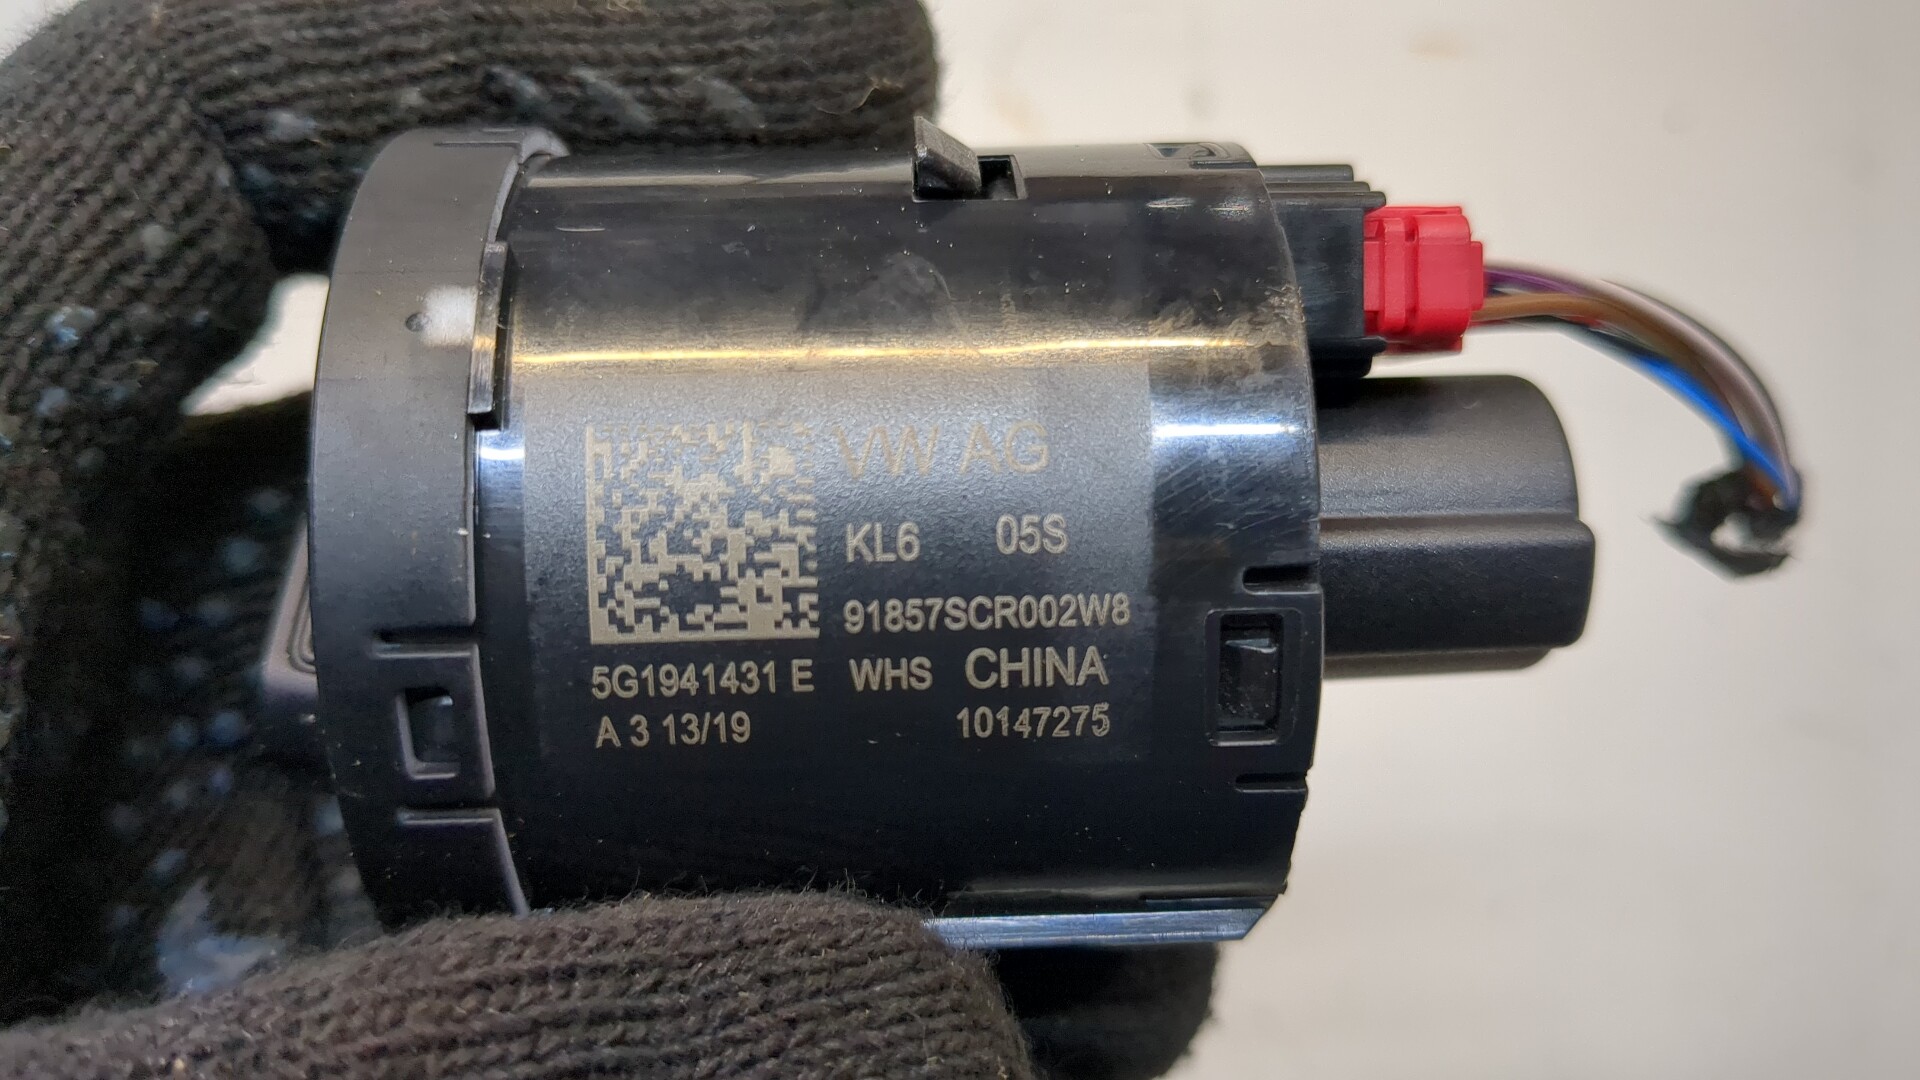 VW AG
KL6 05S
91857SCR002W8
5G1941431 E WHS CHINA
A 3 13/19 10147275